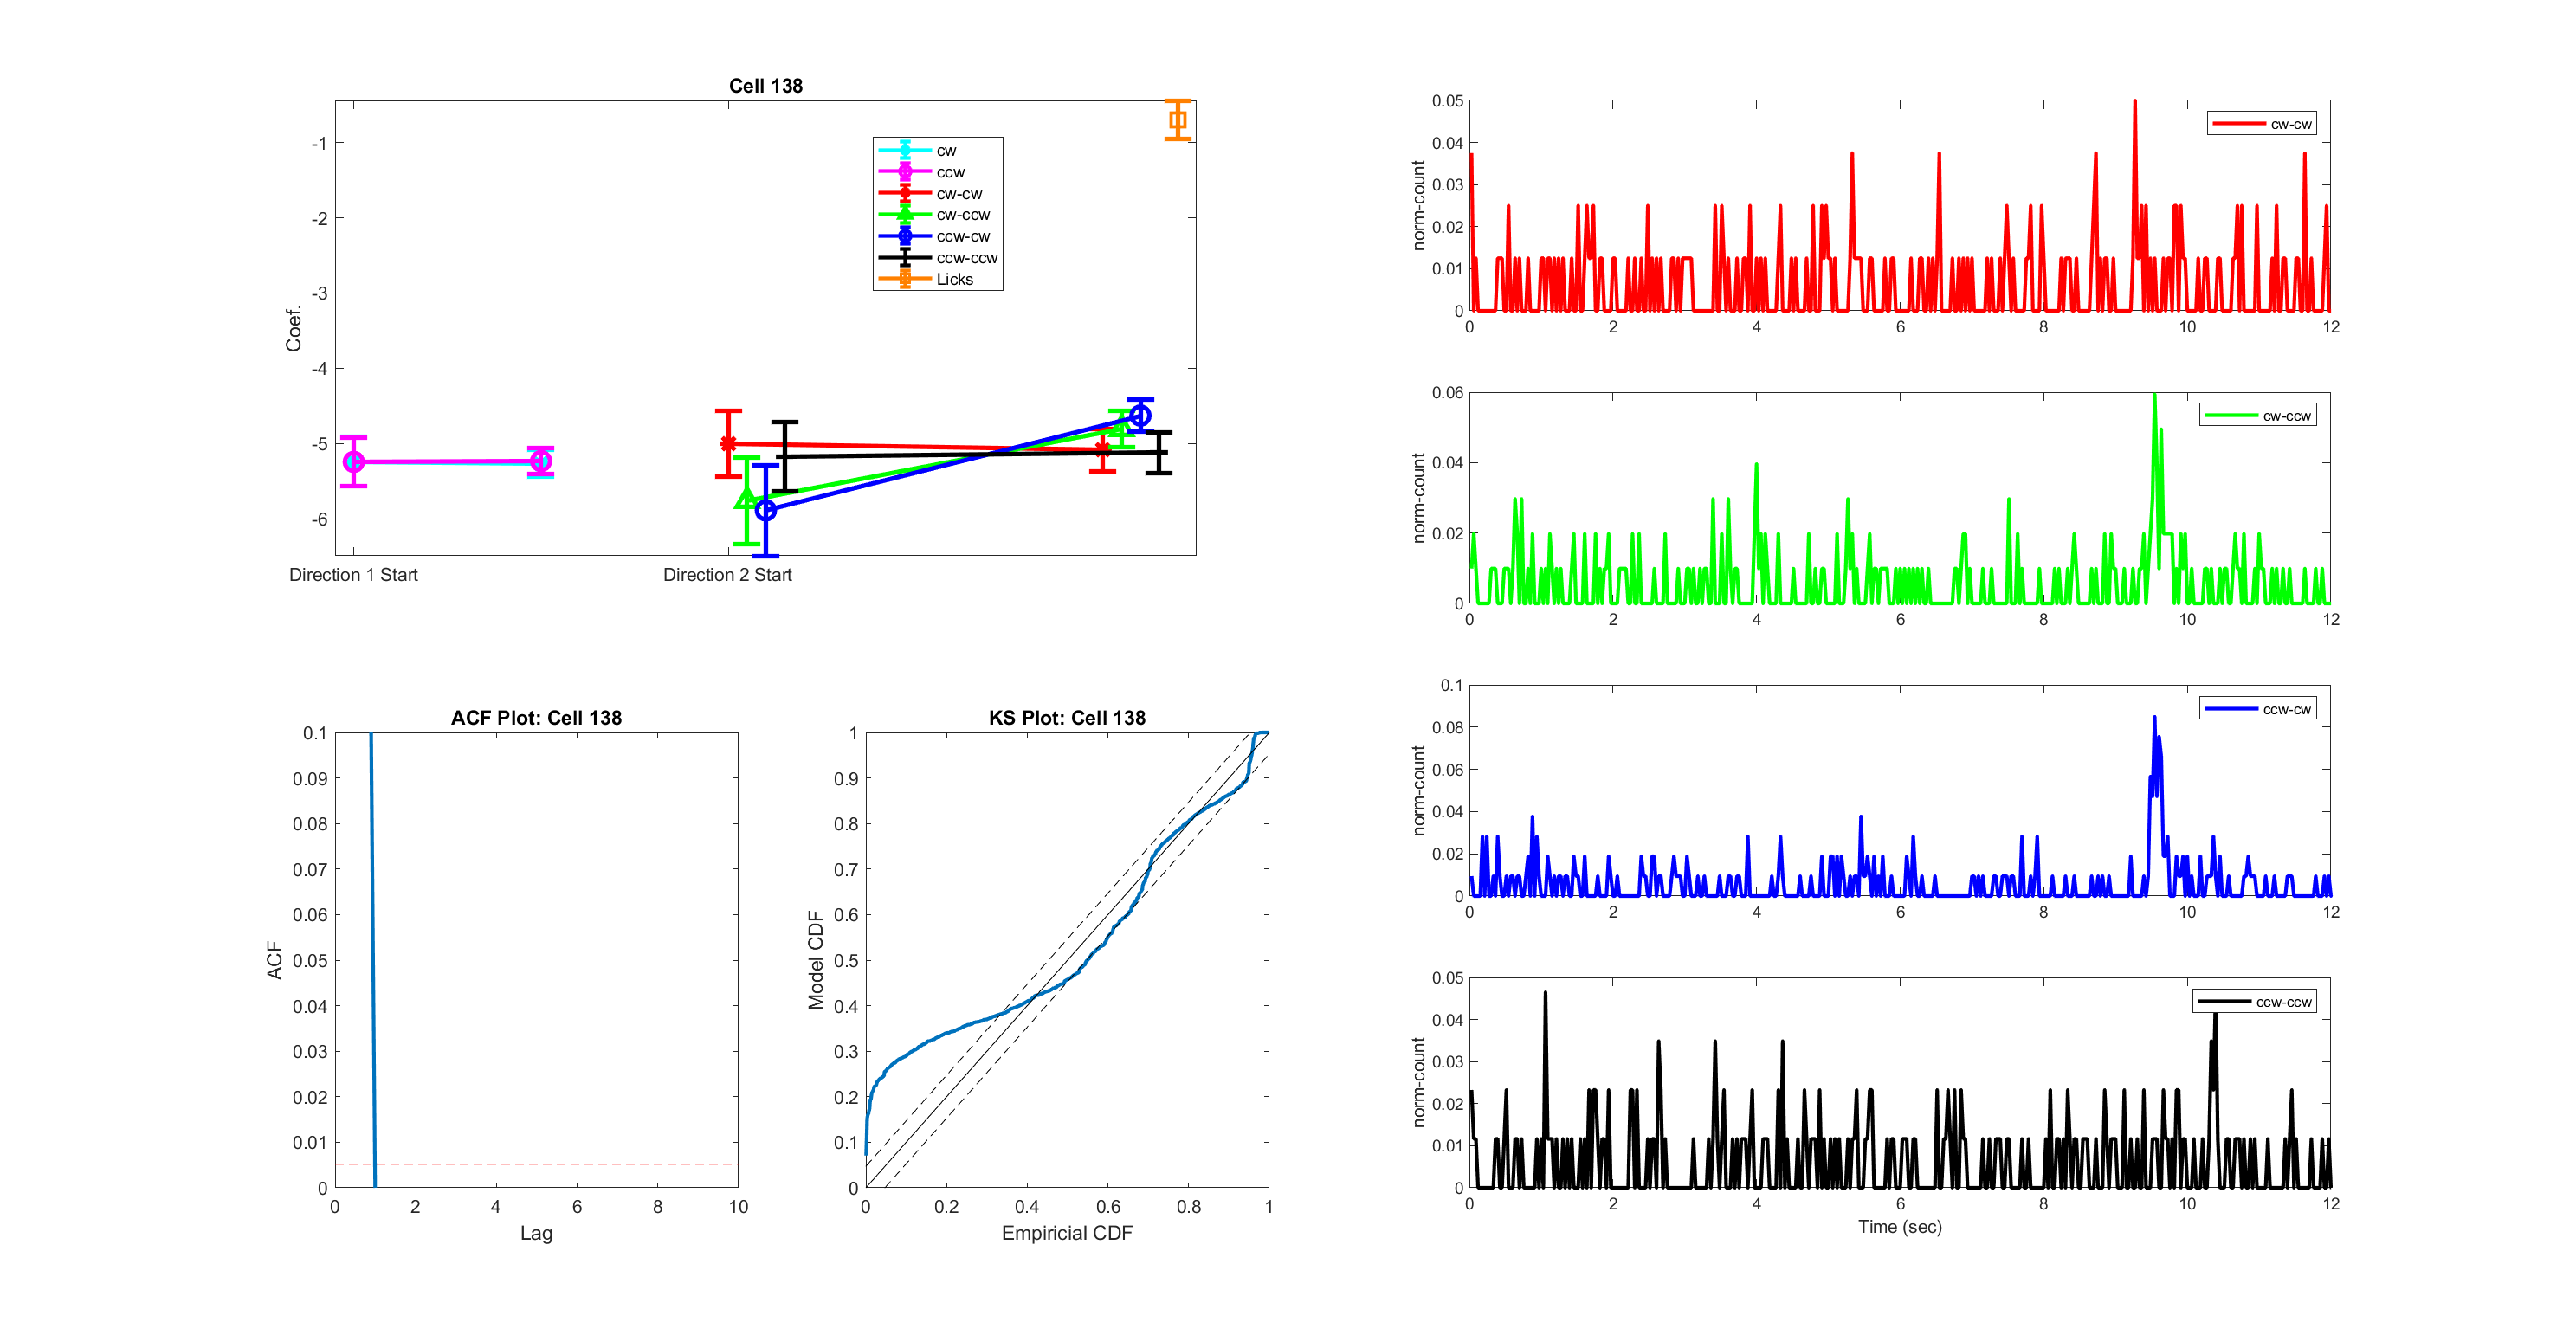 Cell 138
-1
-2
-3
-4
-5
-6
Coef.
Direction 1 Start
Direction 2 Start
cw
ccw
cw-cw
cw-ccw
ccw-cw
ccw-ccw
Licks
ACF Plot: Cell 138
0.1
0.09
0.08
0.07
0.06
0.05
0.04
0.03
0.02
0.01
0
ACF
0 2 4 6 8 10
Lag
KS Plot: Cell 138
1
0.9
0.8
0.7
0.6
0.5
0.4
0.3
0.2
0.1
0
Model CDF
0 0.2 0.4 0.6 0.8 1
Empiricial CDF
0.05
0.04
0.03
0.02
0.01
0
norm-count
cw-cw
0 2 4 6 8 10 12
0.06
0.04
0.02
0
norm-count
cw-ccw
0 2 4 6 8 10 12
0.1
0.08
0.06
0.04
0.02
0
norm-count
ccw-cw
0 2 4 6 8 10 12
0.05
0.04
0.03
0.02
0.01
0
norm-count
ccw-ccw
0 2 4 6 8 10 12
Time (sec)